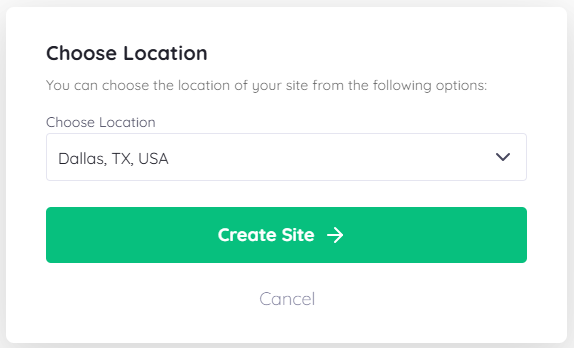 Choose Location
You can choose the location of your site from the following options:
Choose Location
Dallas, TX, USA
Create Site →
Cancel